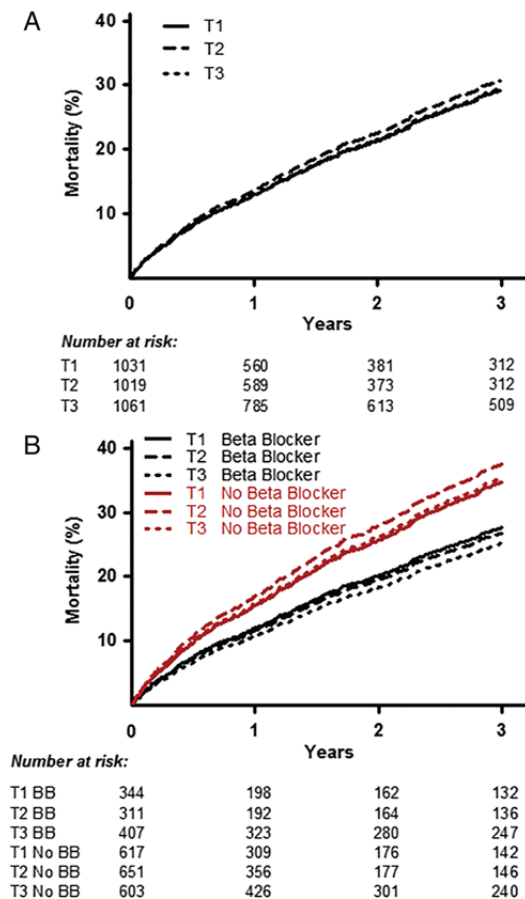 A
40
T1
T2
30
T3
Mortality (%)
20
10
0
1
2
3
Years
Number at risk:
T1 1031 560 381 312
T2 1019 589 373 312
T3 1061 785 613 509
B
40
T1 Beta Blocker
T2 Beta Blocker
T3 Beta Blocker
T1 No Beta Blocker
30
T2 No Beta Blocker
T3 No Beta Blocker
Mortality (%)
20
10
0
1
2
3
Years
Number at risk:
T1 BB 344 198 162 132
T2 BB 311 192 164 136
T3 BB 407 323 280 247
T1 No BB 617 309 176 142
T2 No BB 651 356 177 146
T3 No BB 603 426 301 240